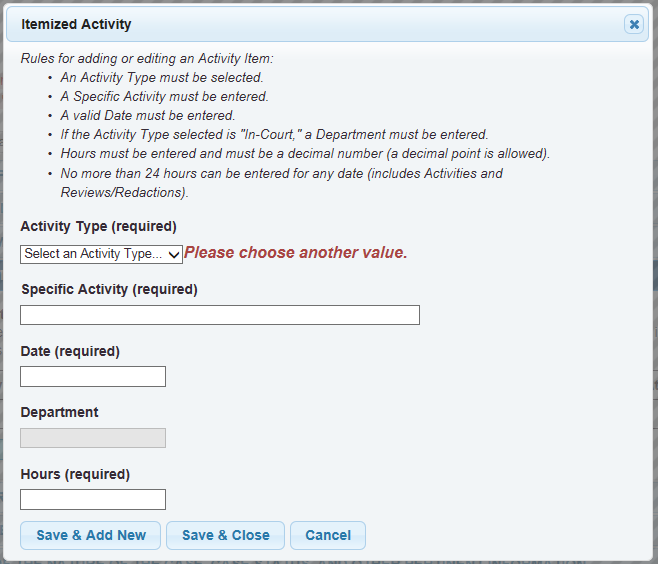 Itemized Activity
Rules for adding or editing an Activity Item:
• An Activity Type must be selected.
• A Specific Activity must be entered.
• A valid Date must be entered.
• If the Activity Type selected is "In-Court," a Department must be entered.
• Hours must be entered and must be a decimal number (a decimal point is allowed).
• No more than 24 hours can be entered for any date (includes Activities and
Reviews/Redactions).
Activity Type (required)
Select an Activity Type... Please choose another value.
Specific Activity (required)
Date (required)
Department
Hours (required)
Save & Add New Save & Close Cancel